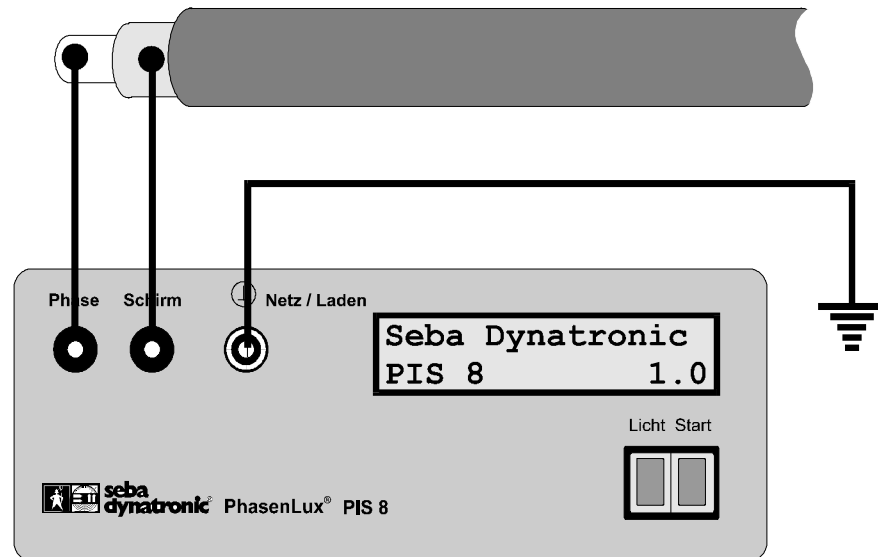 Phase Schirm Netz / Laden
Seba Dynatronic
PIS 8 1.0
Licht Start
seba
dynatronic® PhasenLux® PIS 8